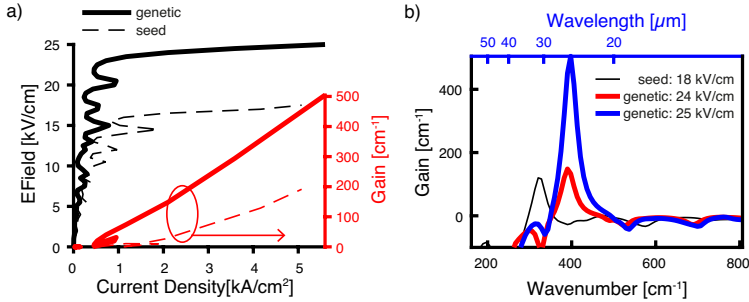 a)
genetic
seed
25
20
15
10
5
0
EField [kV/cm]
0
1
2
3
4
5
Current Density[kA/cm²]
500
400
300
200
100
0
Gain [cm⁻¹]
b)
Wavelength [μm]
50 40 30 20
seed: 18 kV/cm
genetic: 24 kV/cm
genetic: 25 kV/cm
400
200
0
Gain [cm⁻¹]
200 400 600 800
Wavenumber [cm⁻¹]